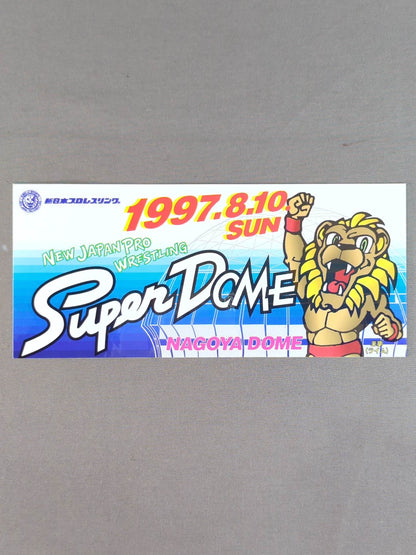 新日本プロレスリング
1997.8.10.
SUN
NEW JAPAN PRO
WRESTLING
Super DOME
NAGOYA DOME